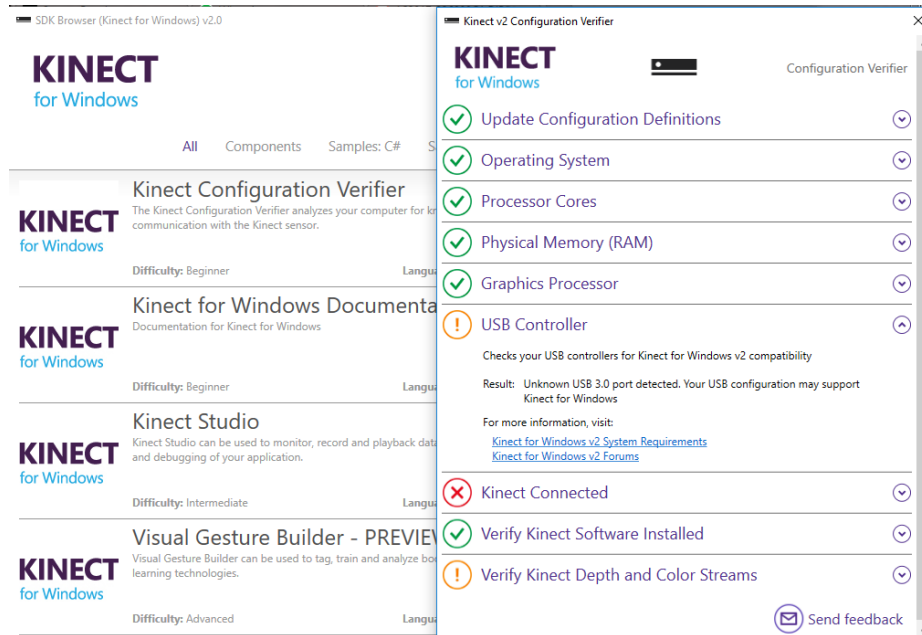 SDK Browser (Kinect for Windows) v2.0
KINECT
for Windows
All Components Samples: C# S
KINECT
for Windows
Kinect Configuration Verifier
The Kinect Configuration Verifier analyzes your computer for kn
communication with the Kinect sensor.
Difficulty: Beginner Langua
KINECT
for Windows
Kinect for Windows Documenta
Documentation for Kinect for Windows
Difficulty: Beginner Langua
KINECT
for Windows
Kinect Studio
Kinect Studio can be used to monitor, record and playback data
and debugging of your application.
Difficulty: Intermediate Langua
KINECT
for Windows
Visual Gesture Builder - PREVIEW
Visual Gesture Builder can be used to tag, train and analyze bo
learning technologies.
Difficulty: Advanced Langua
Kinect v2 Configuration Verifier
KINECT
for Windows
Configuration Verifier
Update Configuration Definitions
Operating System
Processor Cores
Physical Memory (RAM)
Graphics Processor
USB Controller
Checks your USB controllers for Kinect for Windows v2 compatibility
Result: Unknown USB 3.0 port detected. Your USB configuration may support
Kinect for Windows
For more information, visit:
Kinect for Windows v2 System Requirements
Kinect for Windows v2 Forums
Kinect Connected
Verify Kinect Software Installed
Verify Kinect Depth and Color Streams
Send feedback